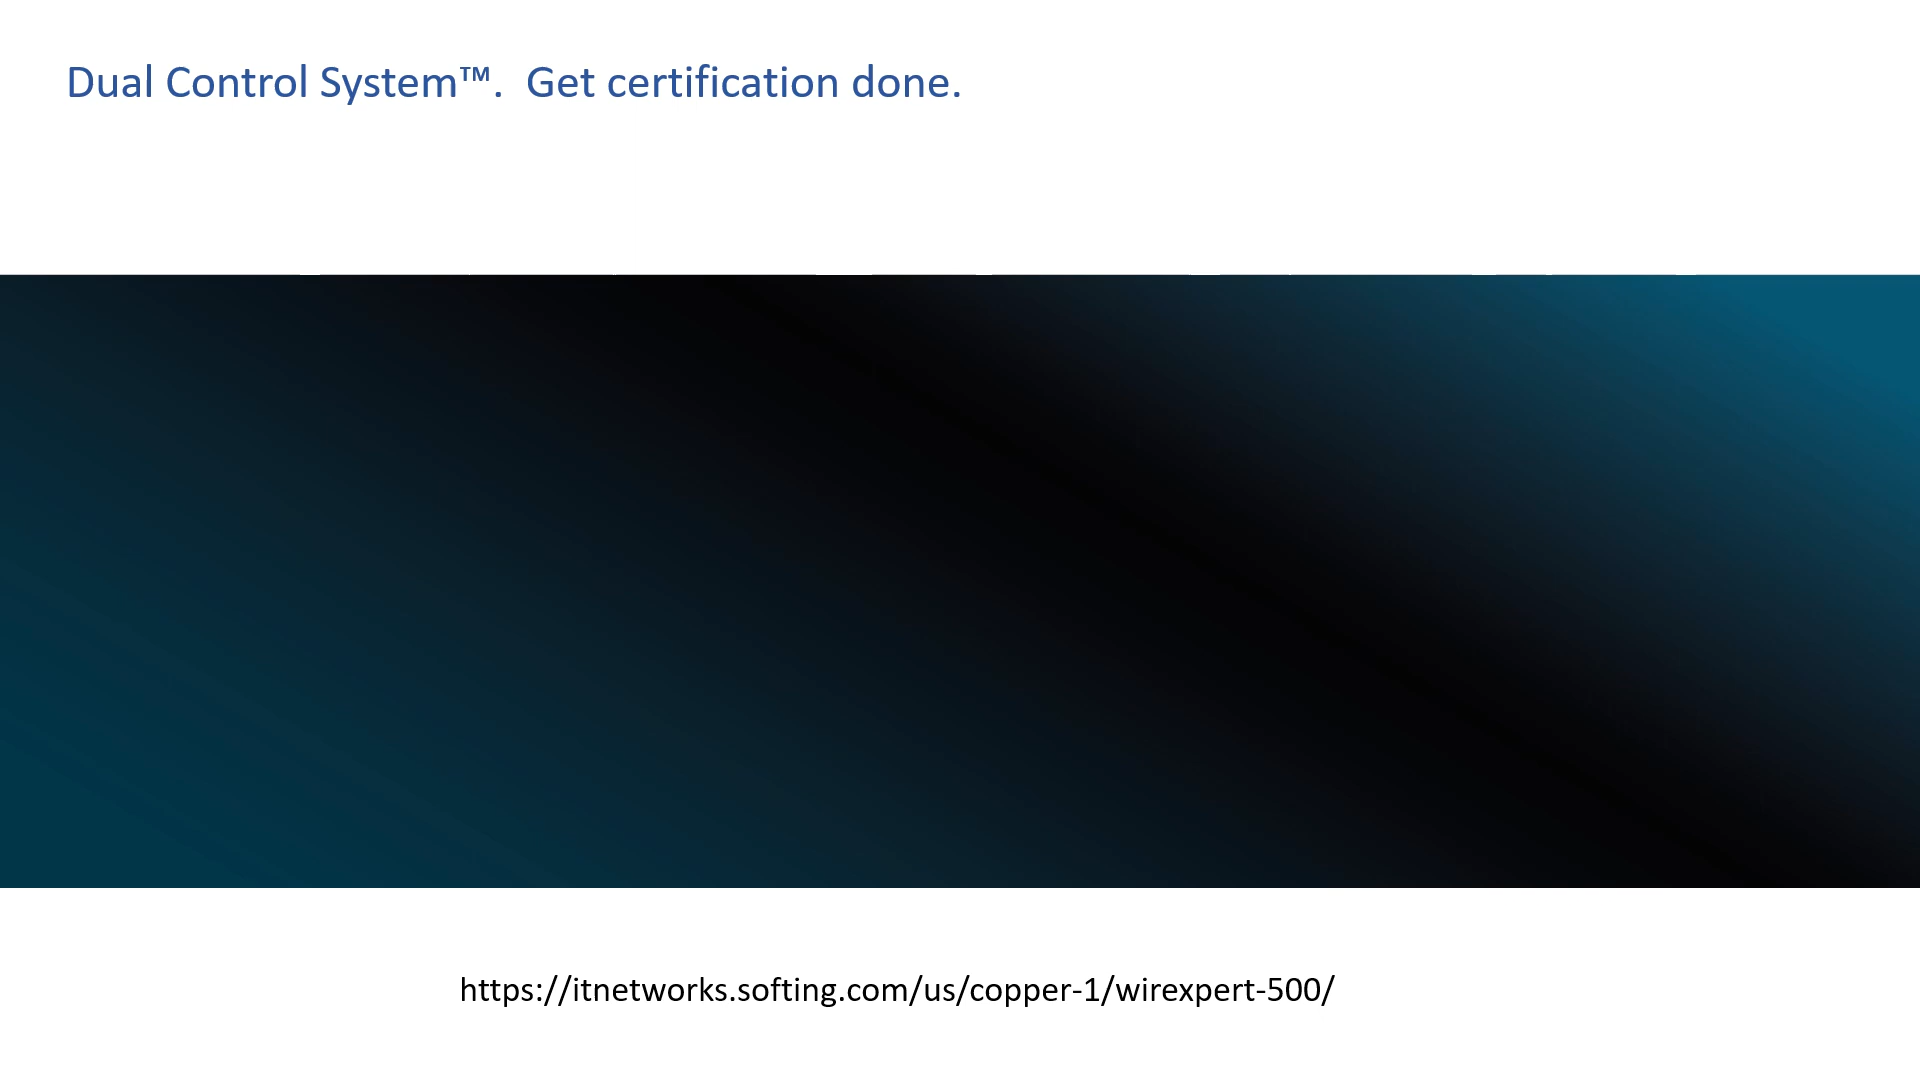 Dual Control System™.  Get certification done.
https://itnetworks.softing.com/us/copper-1/wirexpert-500/